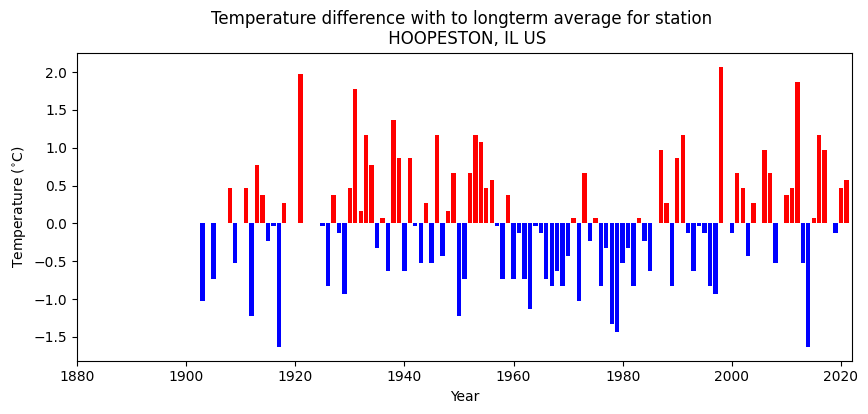 Temperature difference with to longterm average for station
HOOPESTON, IL US
2.0
1.5
1.0
0.5
0.0
−0.5
−1.0
−1.5
Temperature (°C)
1880 1900 1920 1940 1960 1980 2000 2020
Year